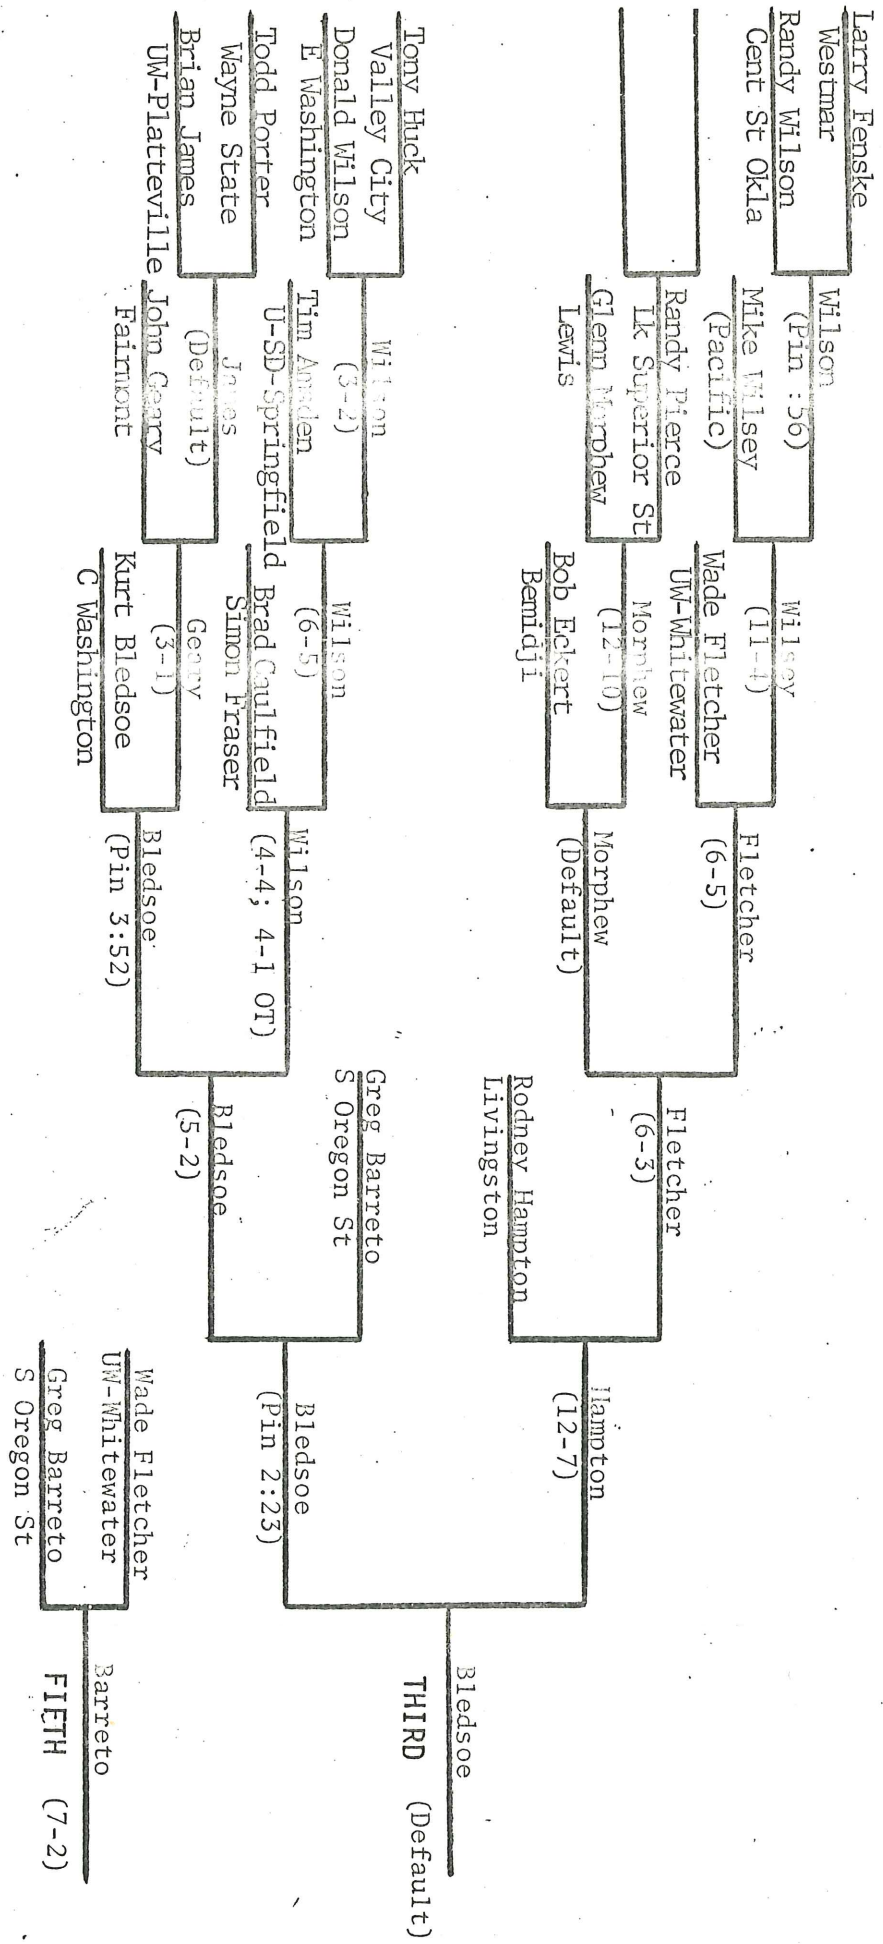 Larry Fenske
Westmar
Randy Wilson
Cent St Okla
Wilson
(Pin :56)
Mike Wilsey
(Pacific)
Randy Pierce
Lk Superior St
Glenn Morphew
Lewis
Wilsey
(11-4)
Wade Fletcher
UW-Whitewater
Morphew
(12-10)
Bob Eckert
Bemidji
Fletcher
(6-5)
Morphew
(Default)
Fletcher
(6-3)
Rodney Hampton
Livingston
Hampton
(12-7)
Tony Huck
Valley City
Donald Wilson
E Washington
Todd Porter
Wayne State
Brian James
UW-Platteville
Wilson
(3-2)
Tim Amsden
U-SD-Springfield
James
(Default)
John Geary
Fairmont
Wilson
(6-5)
Brad Caulfield
Simon Fraser
Geary
(3-1)
Kurt Bledsoe
C Washington
Wilson
(4-4; 4-1 OT)
Bledsoe
(Pin 3:52)
Greg Barreto
S Oregon St
Bledsoe
(5-2)
Bledsoe
(Pin 2:23)
Bledsoe
THIRD (Default)
Wade Fletcher
UW-Whitewater
Greg Barreto
S Oregon St
Barreto
FIFTH (7-2)